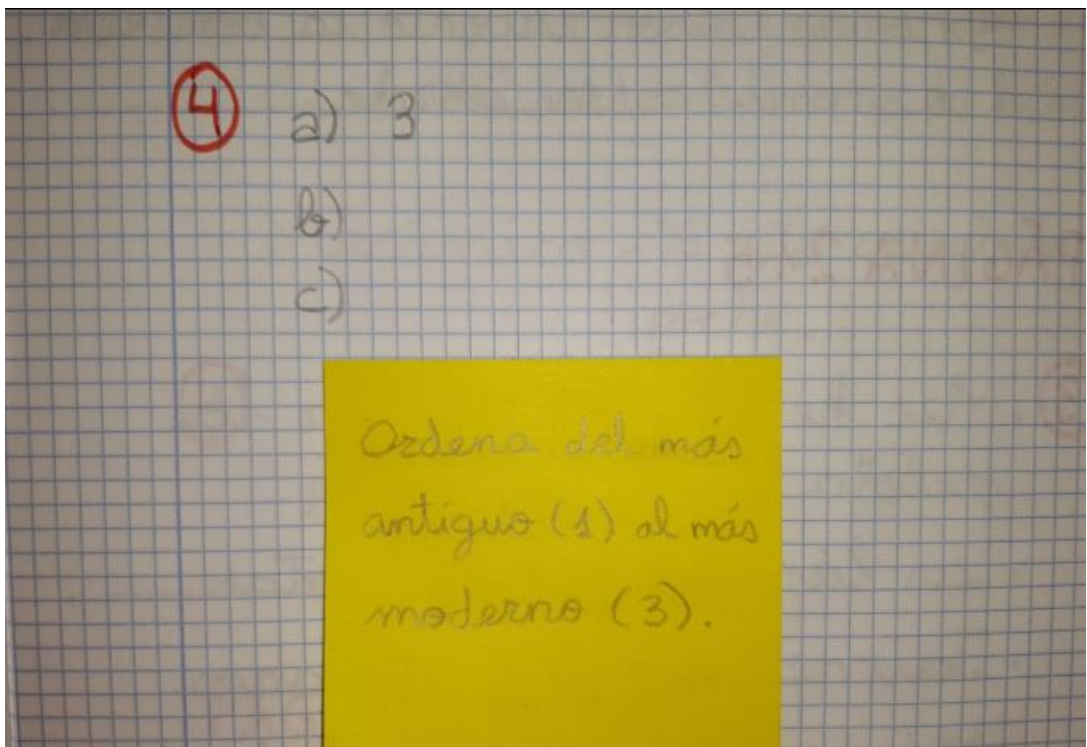 4 a) 3
b)
c)
Ordena del más
antiguo (1) al más
moderno (3).